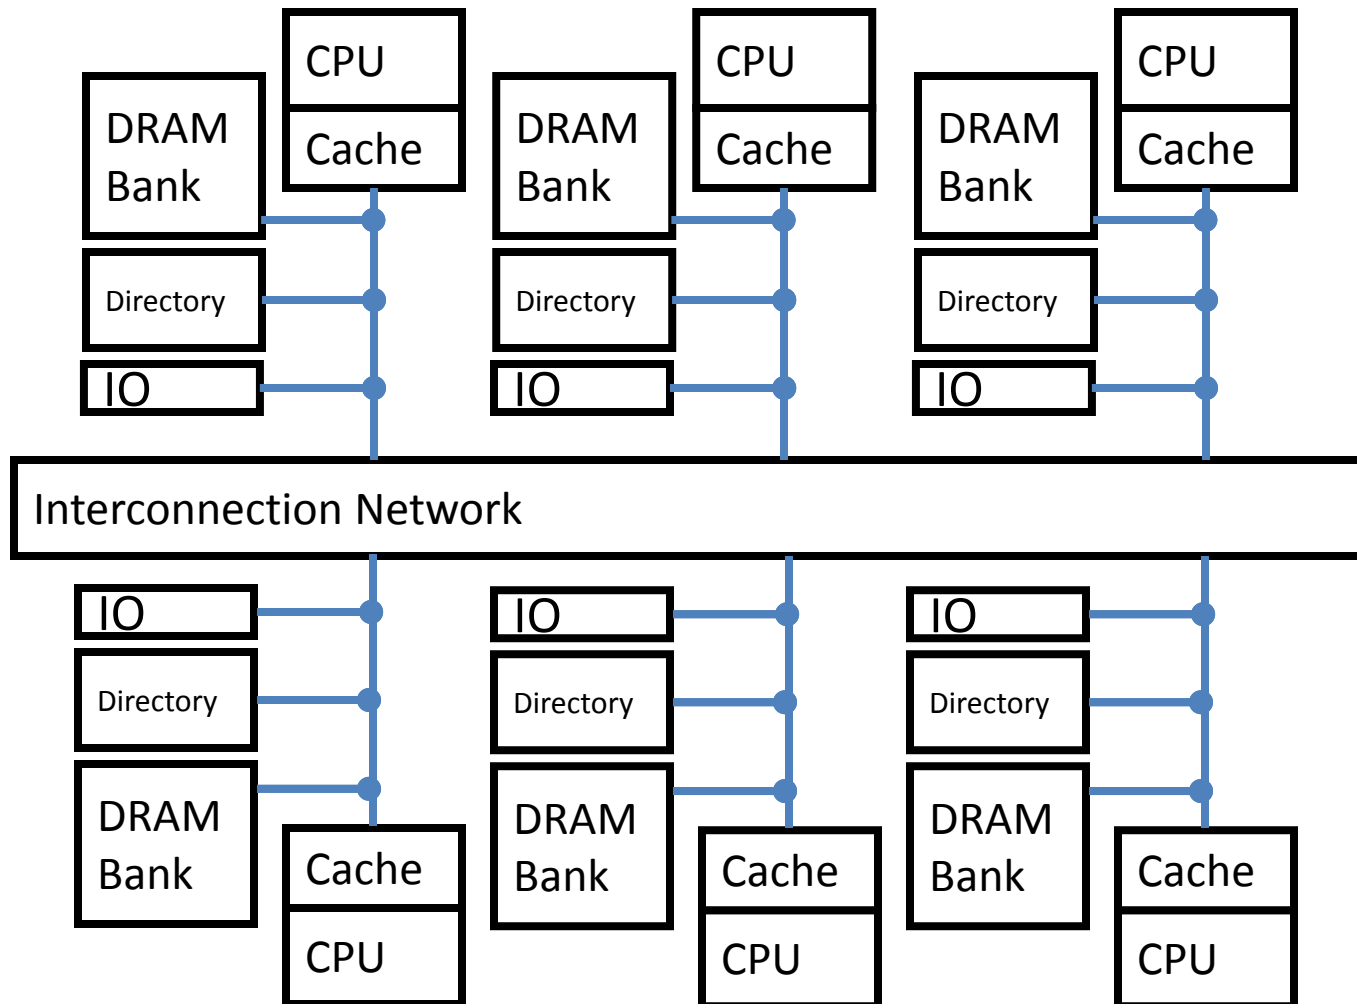 CPU
Cache
DRAM
Bank
Directory
IO
CPU
Cache
DRAM
Bank
Directory
IO
CPU
Cache
DRAM
Bank
Directory
IO
Interconnection Network
IO
Directory
DRAM
Bank
Cache
CPU
IO
Directory
DRAM
Bank
Cache
CPU
IO
Directory
DRAM
Bank
Cache
CPU